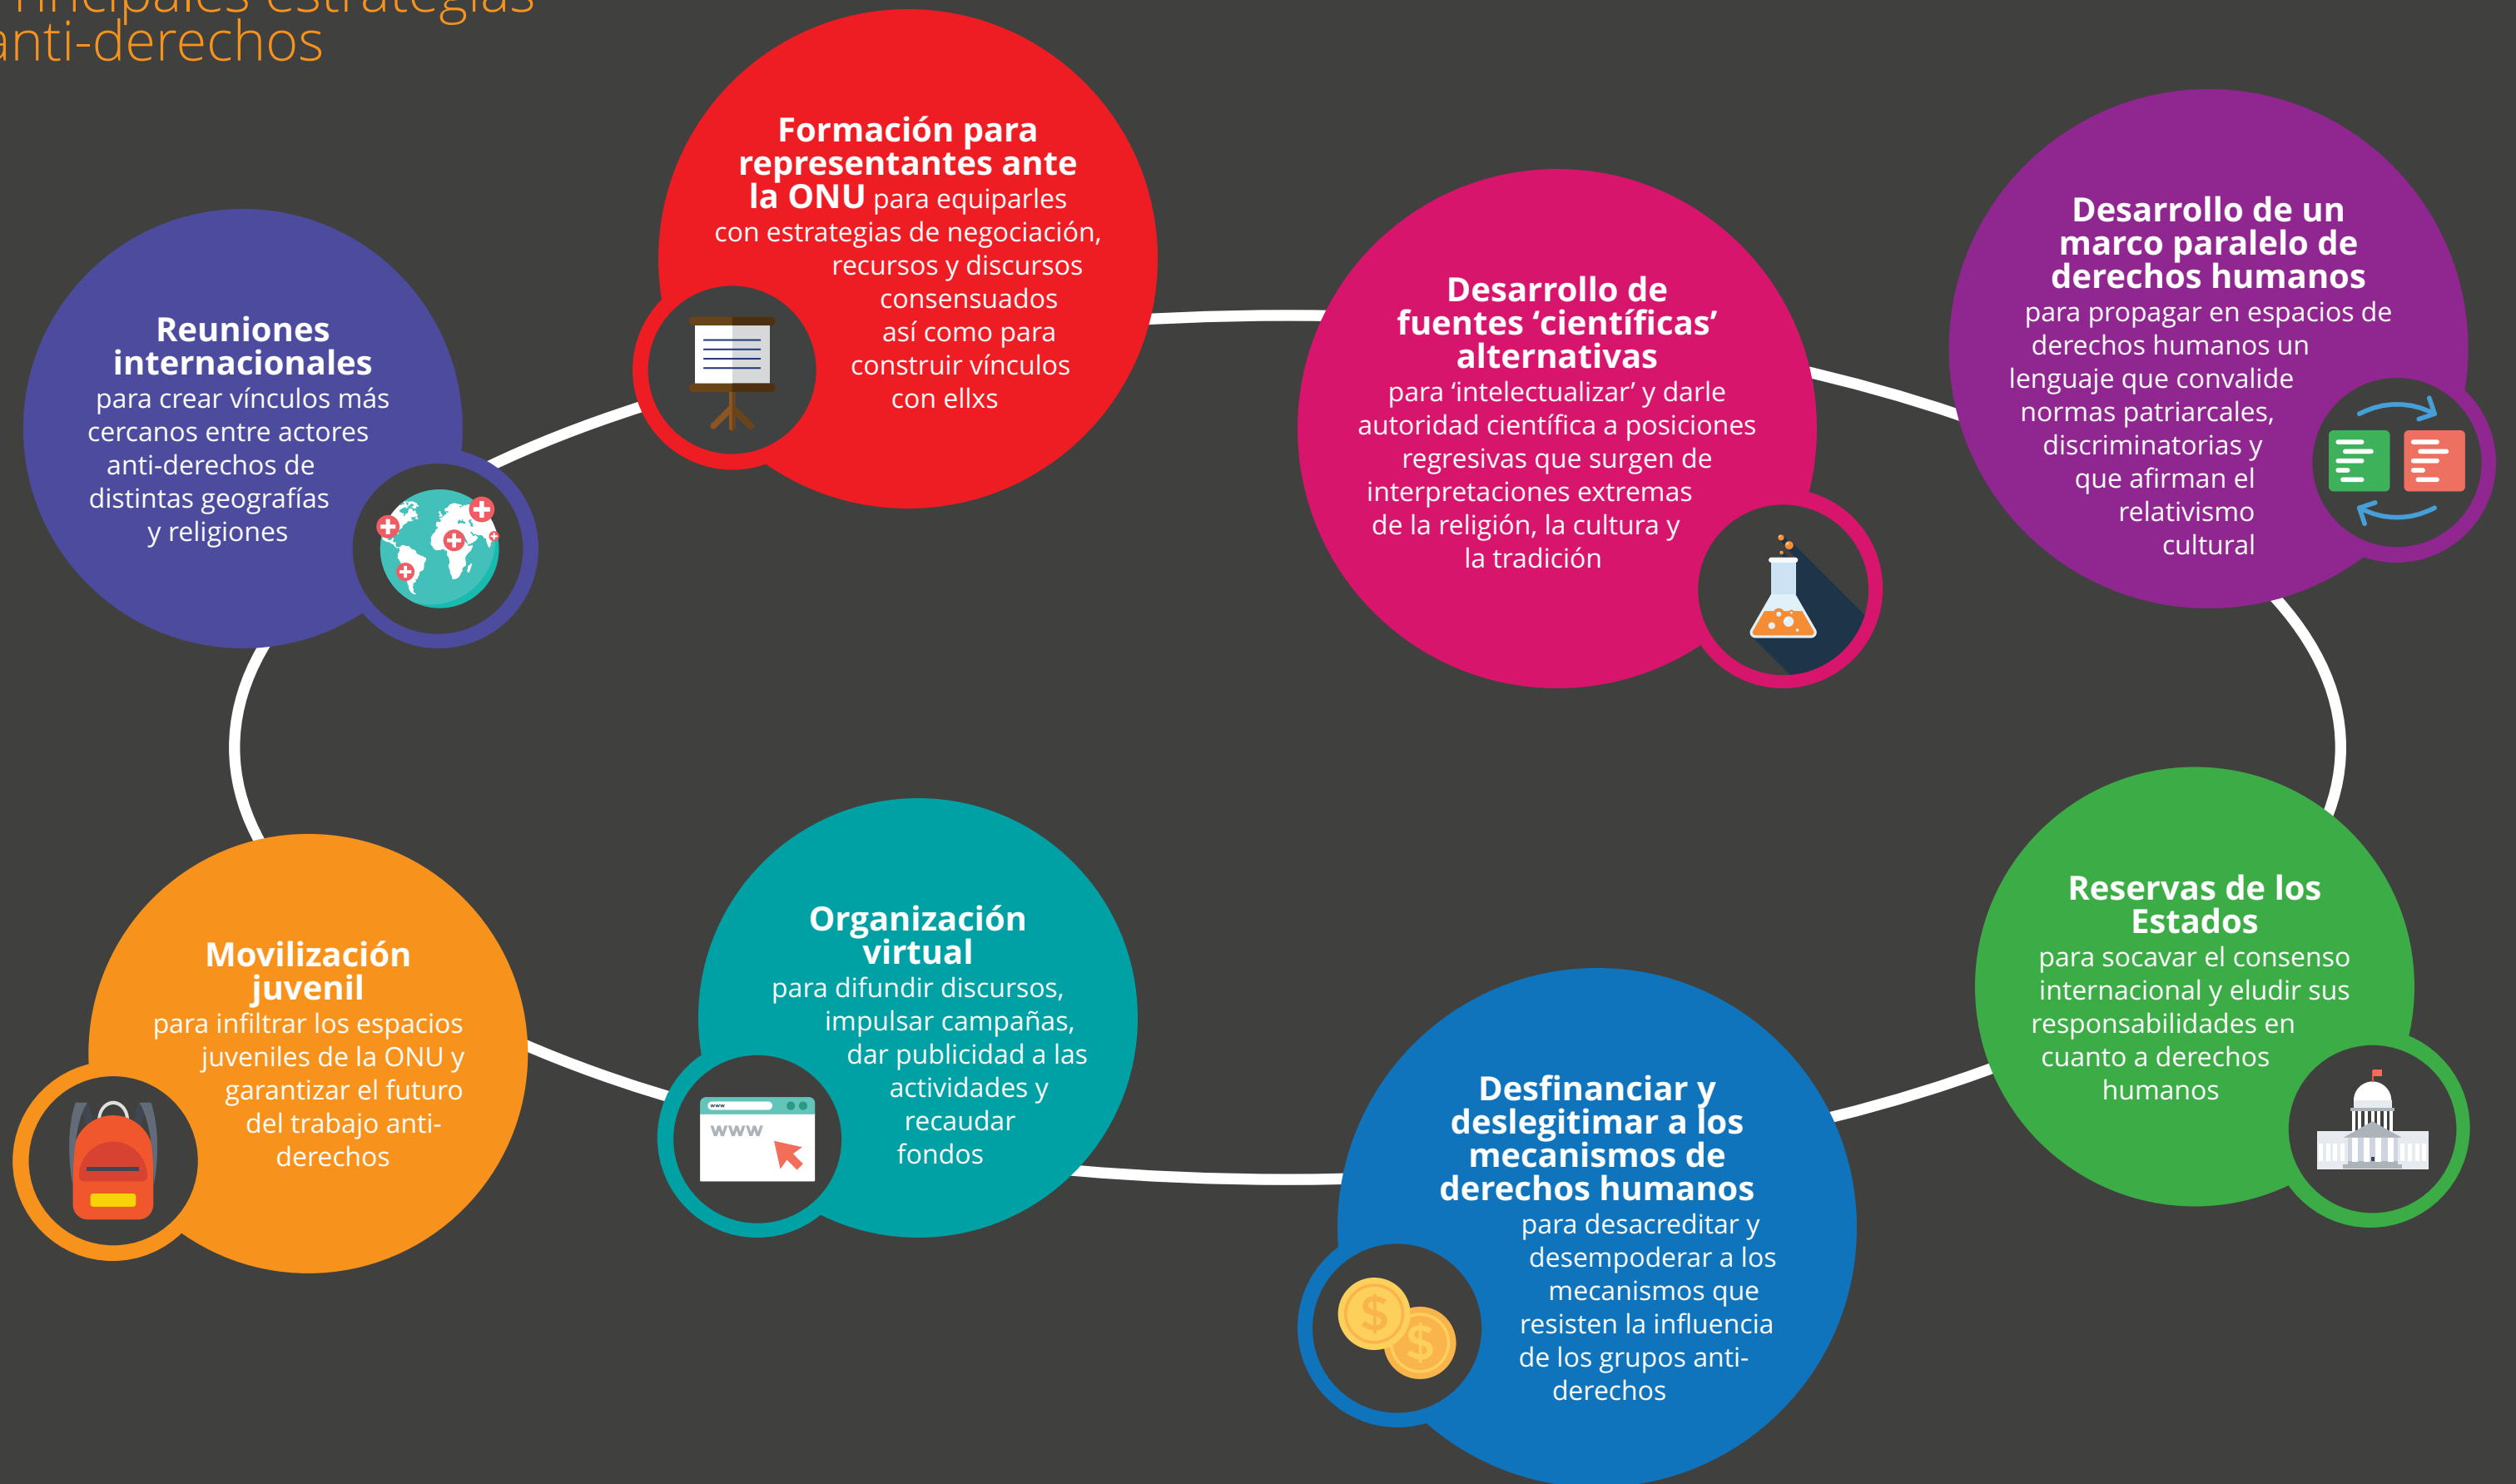 Principales estrategias
anti-derechos
Formación para
representantes ante
la ONU para equiparles
con estrategias de negociación,
recursos y discursos
consensuados
así como para
construir vínculos
con ellxs
Desarrollo de un
marco paralelo de
derechos humanos
para propagar en espacios de
derechos humanos un
lenguaje que convalide
normas patriarcales,
discriminatorias y
que afirman el
relativismo
cultural
Desarrollo de
fuentes ‘científicas’
alternativas
para ‘intelectualizar’ y darle
autoridad científica a posiciones
regresivas que surgen de
interpretaciones extremas
de la religión, la cultura y
la tradición
Reuniones
internacionales
para crear vínculos más
cercanos entre actores
anti-derechos de
distintas geografías
y religiones
Movilización
juvenil
para infiltrar los espacios
juveniles de la ONU y
garantizar el futuro
del trabajo anti-
derechos
Organización
virtual
para difundir discursos,
impulsar campañas,
dar publicidad a las
actividades y
recaudar
fondos
www
www
Desfinanciar y
deslegitimar a los
mecanismos de
derechos humanos
para desacreditar y
desempoderar a los
mecanismos que
resisten la influencia
de los grupos anti-
derechos
$
$
Reservas de los
Estados
para socavar el consenso
internacional y eludir sus
responsabilidades en
cuanto a derechos
humanos